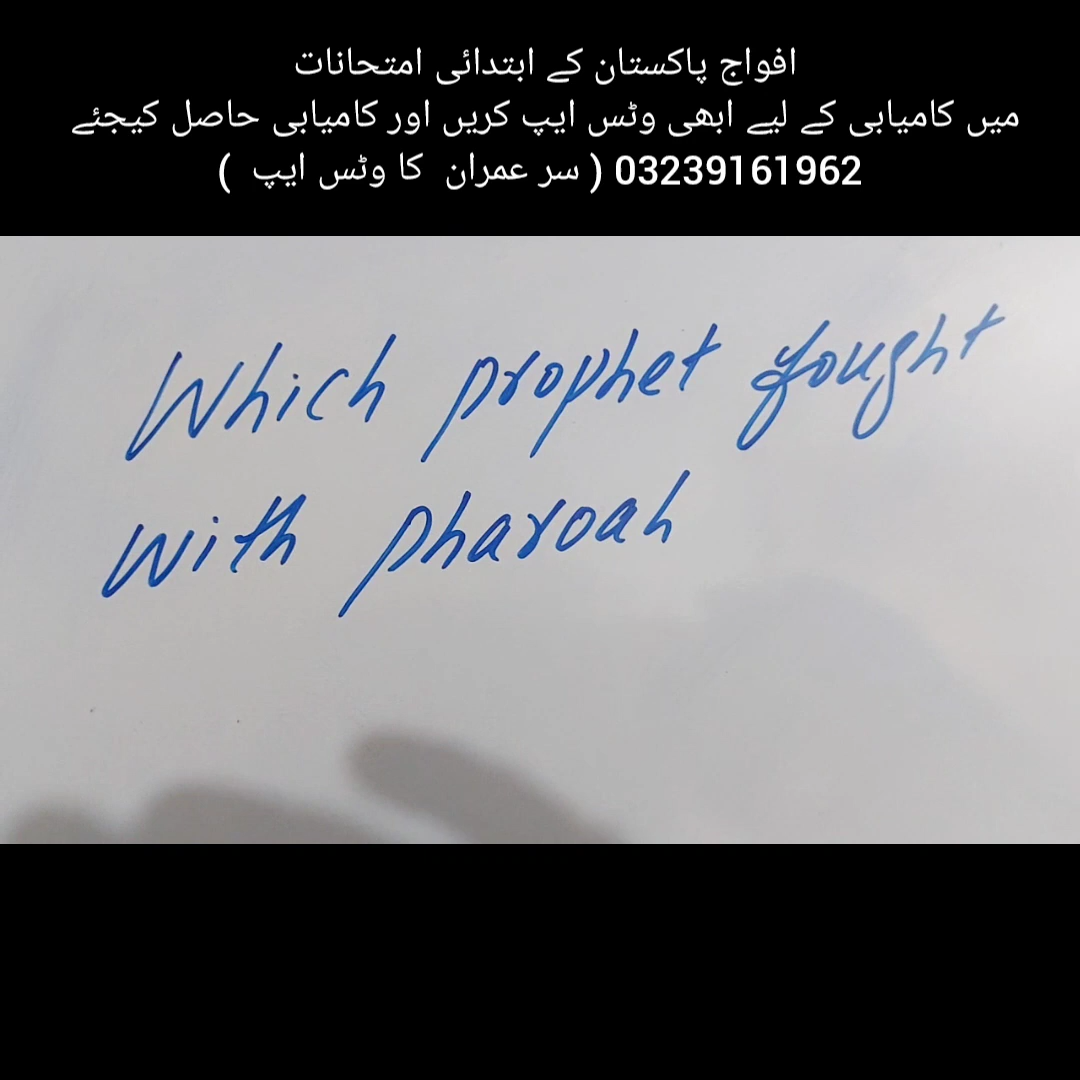 افواج پاکستان کے ابتدائی امتحانات
میں کامیابی کے لیے ابھی وٹس ایپ کریں اور کامیابی حاصل کیجئے
03239161962 ( سر عمران کا وٹس ایپ )
Which prophet fought
with pharoah